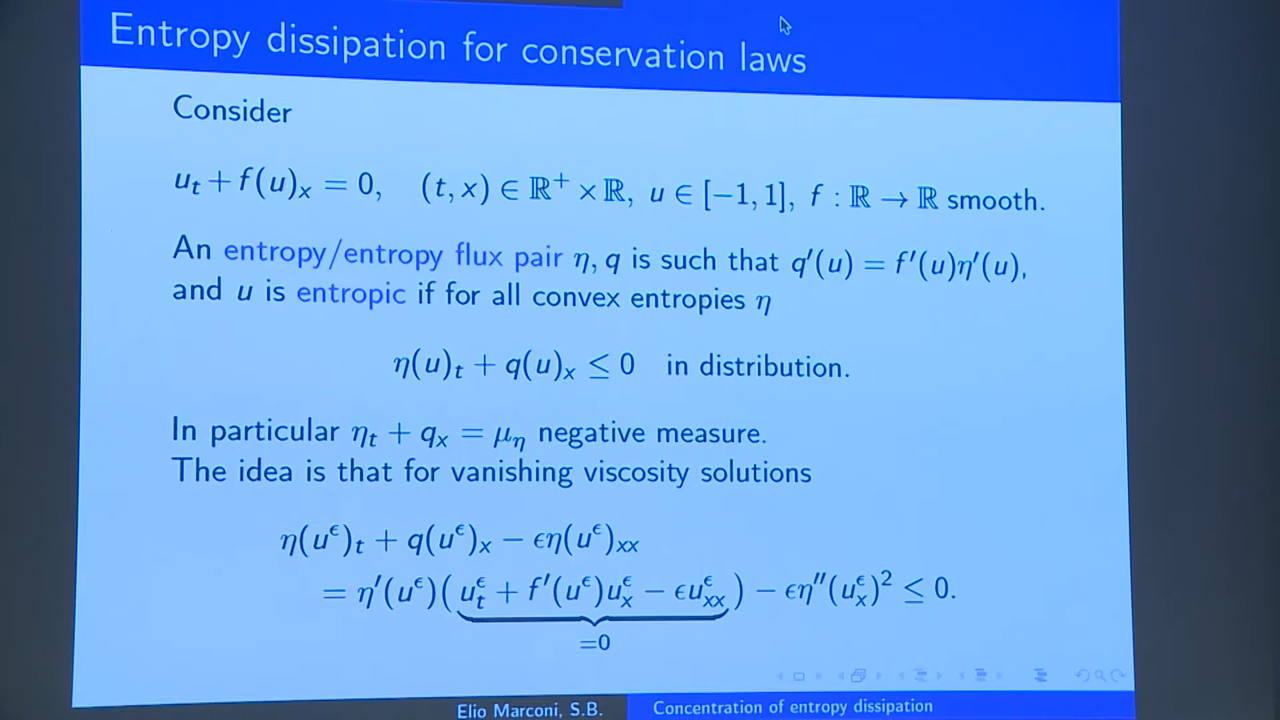 Entropy dissipation for conservation laws
Consider
u_t + f(u)_x = 0, (t, x) ∈ ℝ⁺ × ℝ, u ∈ [−1, 1], f : ℝ → ℝ smooth.
An entropy/entropy flux pair η, q is such that q′(u) = f′(u)η′(u),
and u is entropic if for all convex entropies η
η(u)_t + q(u)_x ≤ 0 in distribution.
In particular η_t + q_x = μ_η negative measure.
The idea is that for vanishing viscosity solutions
η(u^ϵ)_t + q(u^ϵ)_x − ϵη(u^ϵ)_xx
= η′(u^ϵ)(u^ϵ_t + f′(u^ϵ)u^ϵ_x − ϵu^ϵ_xx) − ϵη″(u^ϵ_x)² ≤ 0.
=0
Elio Marconi, S.B. Concentration of entropy dissipation